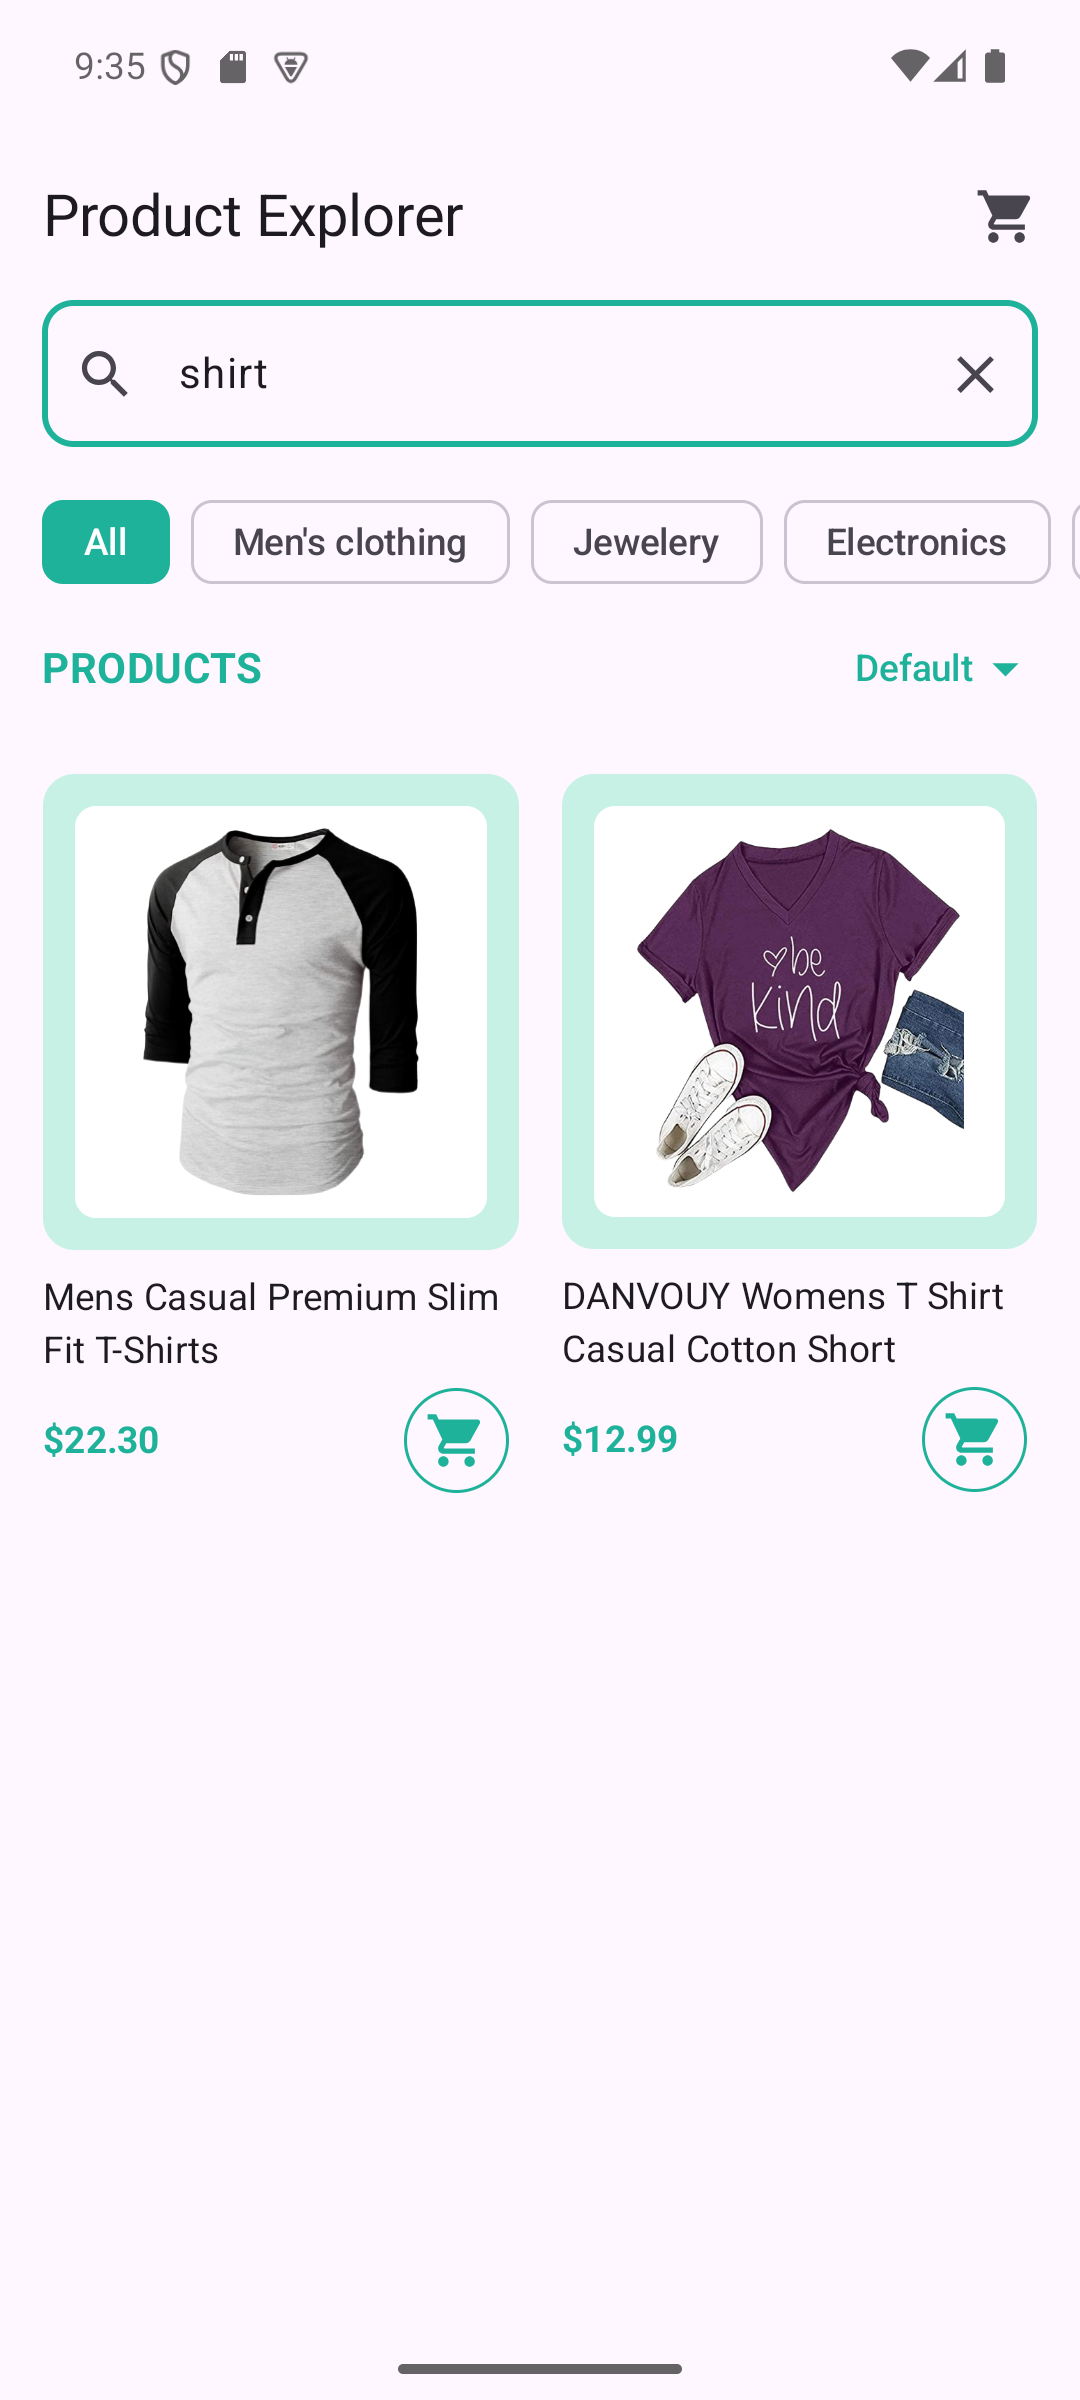 9:35
Product Explorer
shirt
All
Men's clothing
Jewelery
Electronics
PRODUCTS
Default
be
kind
Mens Casual Premium Slim
Fit T-Shirts
$22.30
DANVOUY Womens T Shirt
Casual Cotton Short
$12.99